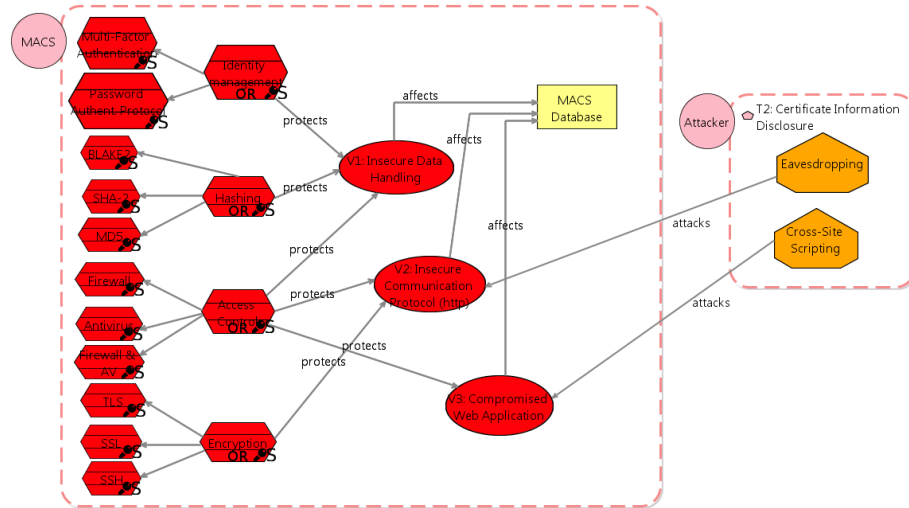 MACS
Multi-Factor
Authentication
S
Password
Authent-Protocol
S
BLAKE2
S
SHA-2
S
MD5
S
Firewall
S
Antivirus
S
Firewall &
AV
S
TLS
S
SSL
S
SSH
S
Identity
management
OR S
Hashing
OR S
Access
Control
OR S
Encryption
OR S
protects
protects
protects
protects
protects
protects
V1: Insecure Data
Handling
V2: Insecure
Communication
Protocol (http)
V3: Compromised
Web Application
affects
affects
affects
MACS
Database
attacks
attacks
Attacker
T2: Certificate Information
Disclosure
Eavesdropping
Cross-Site
Scripting